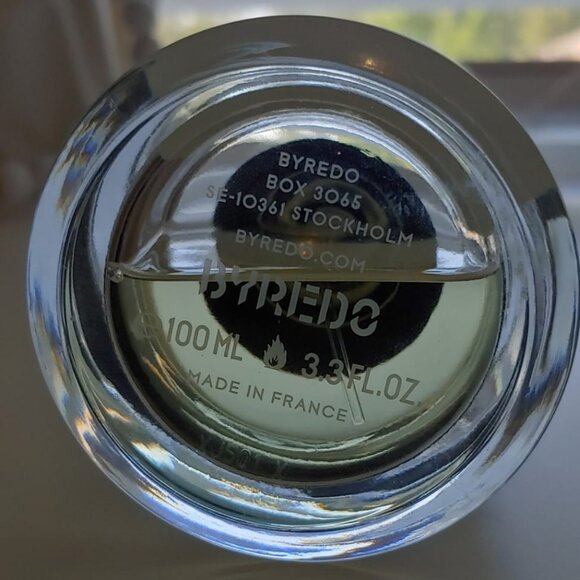 BYREDO
BOX 3065
SE-10361 STOCKHOLM
BYREDO.COM
BYREDO
100 ML 3.3 FL.OZ.
MADE IN FRANCE